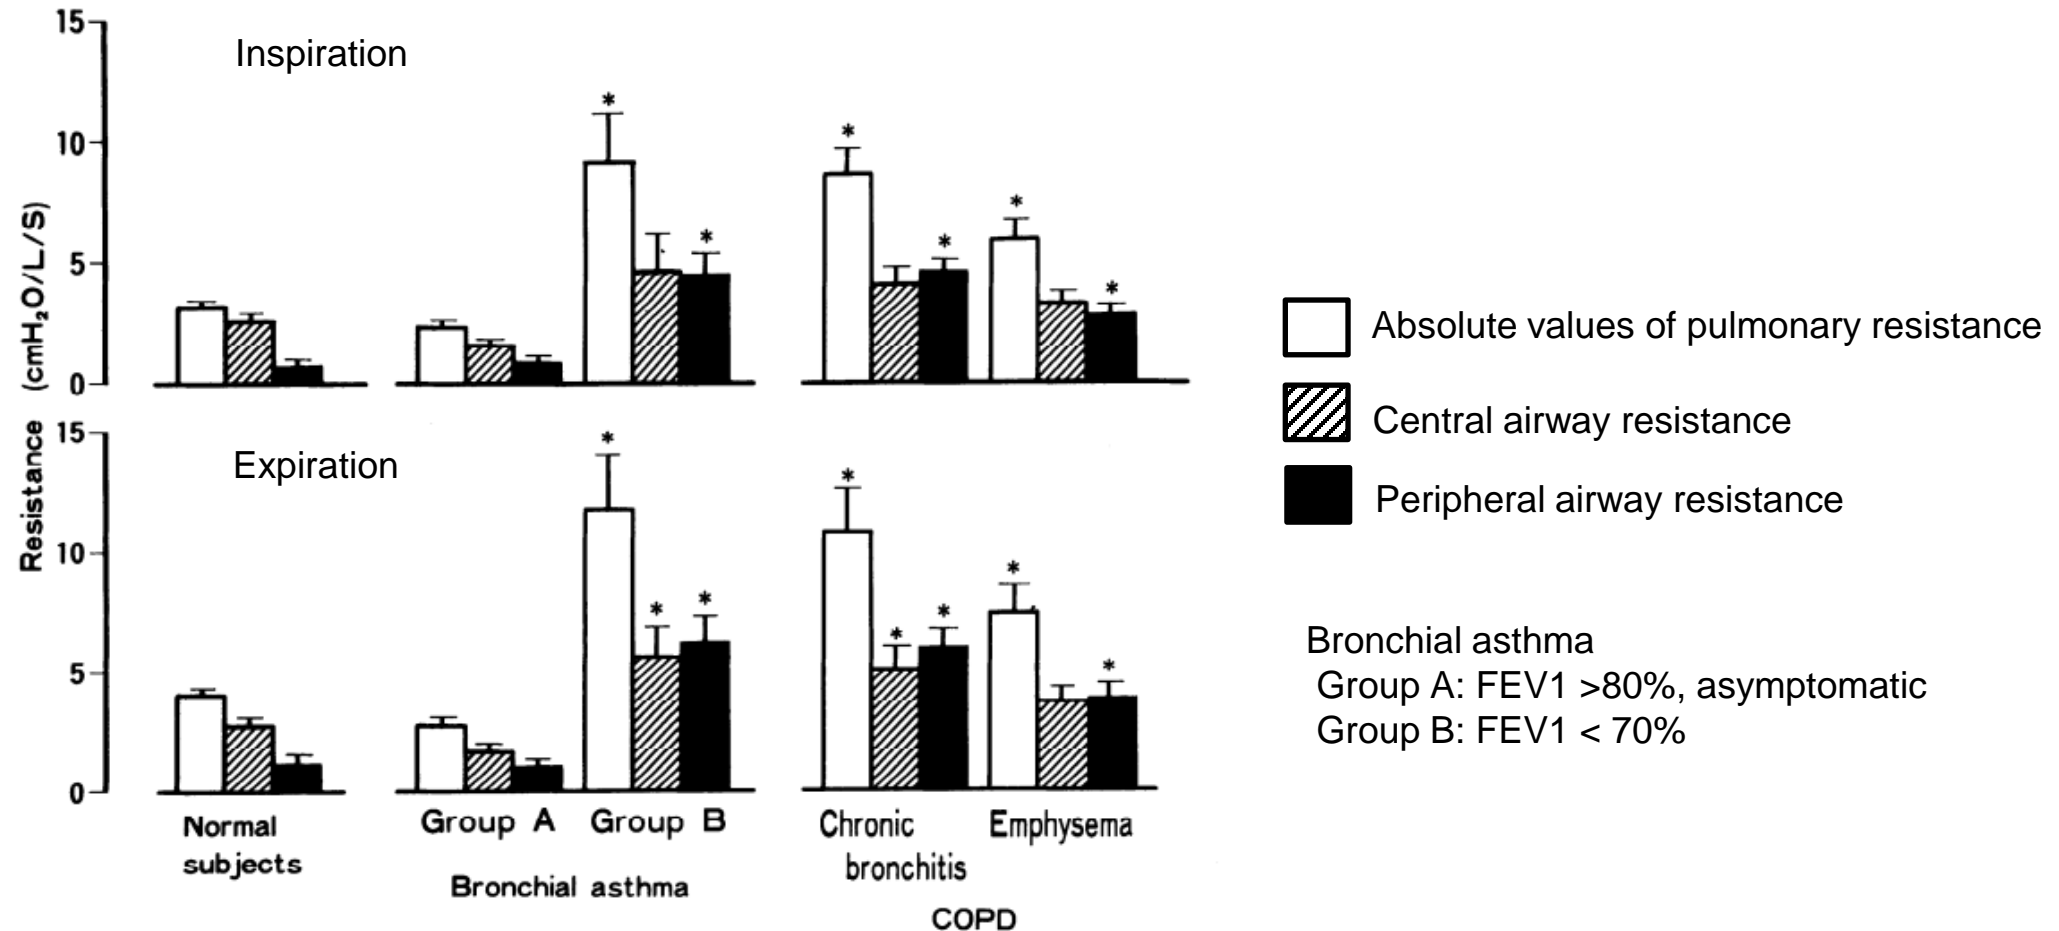 15
Inspiration
10
5
0
Resistance (cmH₂O/L/S)
*
*
*
*
*
*
15
Expiration
10
5
0
*
*
*
*
*
*
*
*
Normal
subjects
Group A
Group B
Bronchial asthma
Chronic
bronchitis
Emphysema
COPD
Absolute values of pulmonary resistance
Central airway resistance
Peripheral airway resistance
Bronchial asthma
Group A: FEV1 >80%, asymptomatic
Group B: FEV1 < 70%